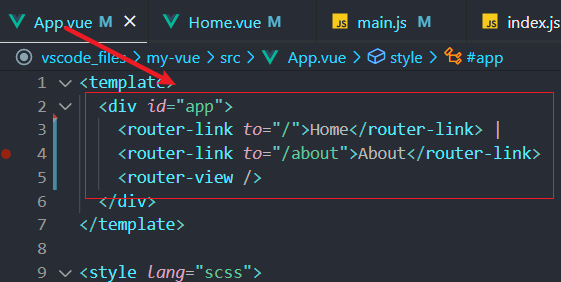 App.vue M Home.vue M JS main.js JS index.js
vscode_files > my-vue > src > App.vue > style > #app
1 <template>
2 <div id="app">
3 <router-link to="/">Home</router-link> |
4 <router-link to="/about">About</router-link>
5 <router-view />
6 </div>
7 </template>
8
9 <style lang="scss">